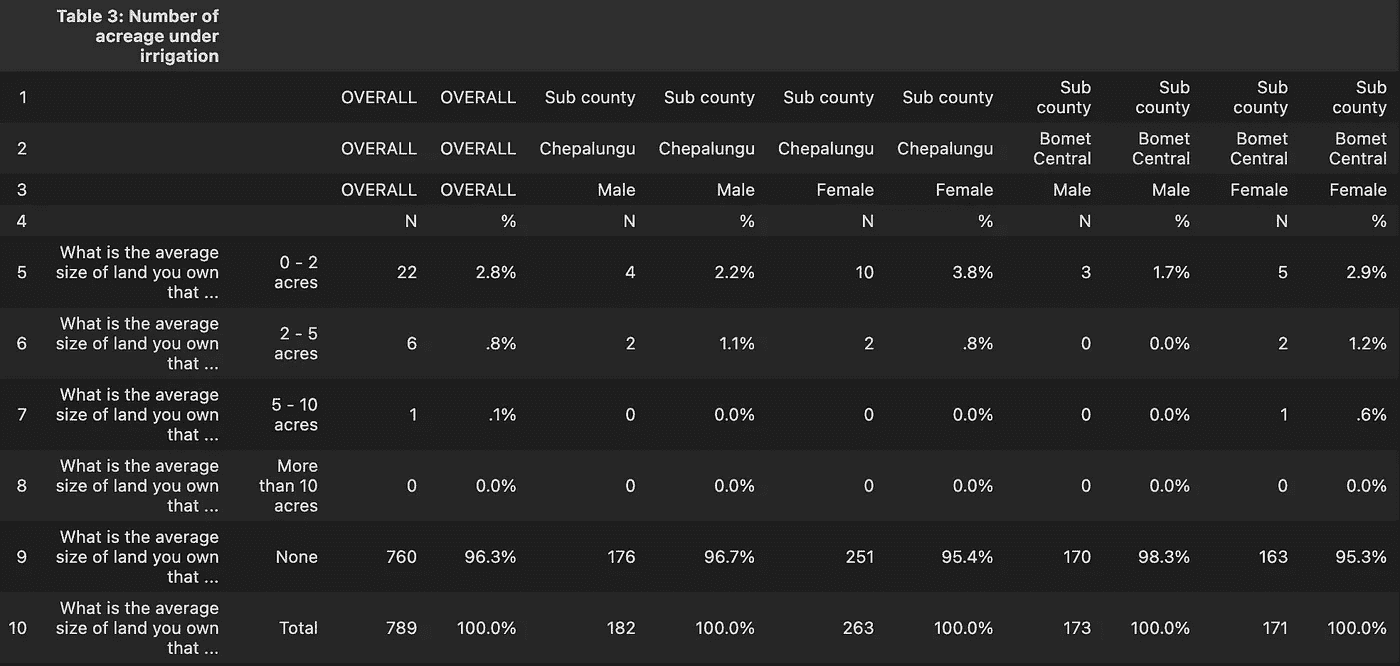 Table 3: Number of
acreage under
irrigation
1 OVERALL OVERALL Sub county Sub county Sub county Sub county Sub county Sub county Sub county Sub county
2 OVERALL OVERALL Chepalungu Chepalungu Chepalungu Chepalungu Bomet Central Bomet Central Bomet Central Bomet Central
3 OVERALL OVERALL Male Male Female Female Male Male Female Female
4 N % N % N % N % N %
5 What is the average size of land you own that ... 0 - 2 acres 22 2.8% 4 2.2% 10 3.8% 3 1.7% 5 2.9%
6 What is the average size of land you own that ... 2 - 5 acres 6 .8% 2 1.1% 2 .8% 0 0.0% 2 1.2%
7 What is the average size of land you own that ... 5 - 10 acres 1 .1% 0 0.0% 0 0.0% 0 0.0% 1 .6%
8 What is the average size of land you own that ... More than 10 acres 0 0.0% 0 0.0% 0 0.0% 0 0.0% 0 0.0%
9 What is the average size of land you own that ... None 760 96.3% 176 96.7% 251 95.4% 170 98.3% 163 95.3%
10 What is the average size of land you own that ... Total 789 100.0% 182 100.0% 263 100.0% 173 100.0% 171 100.0%